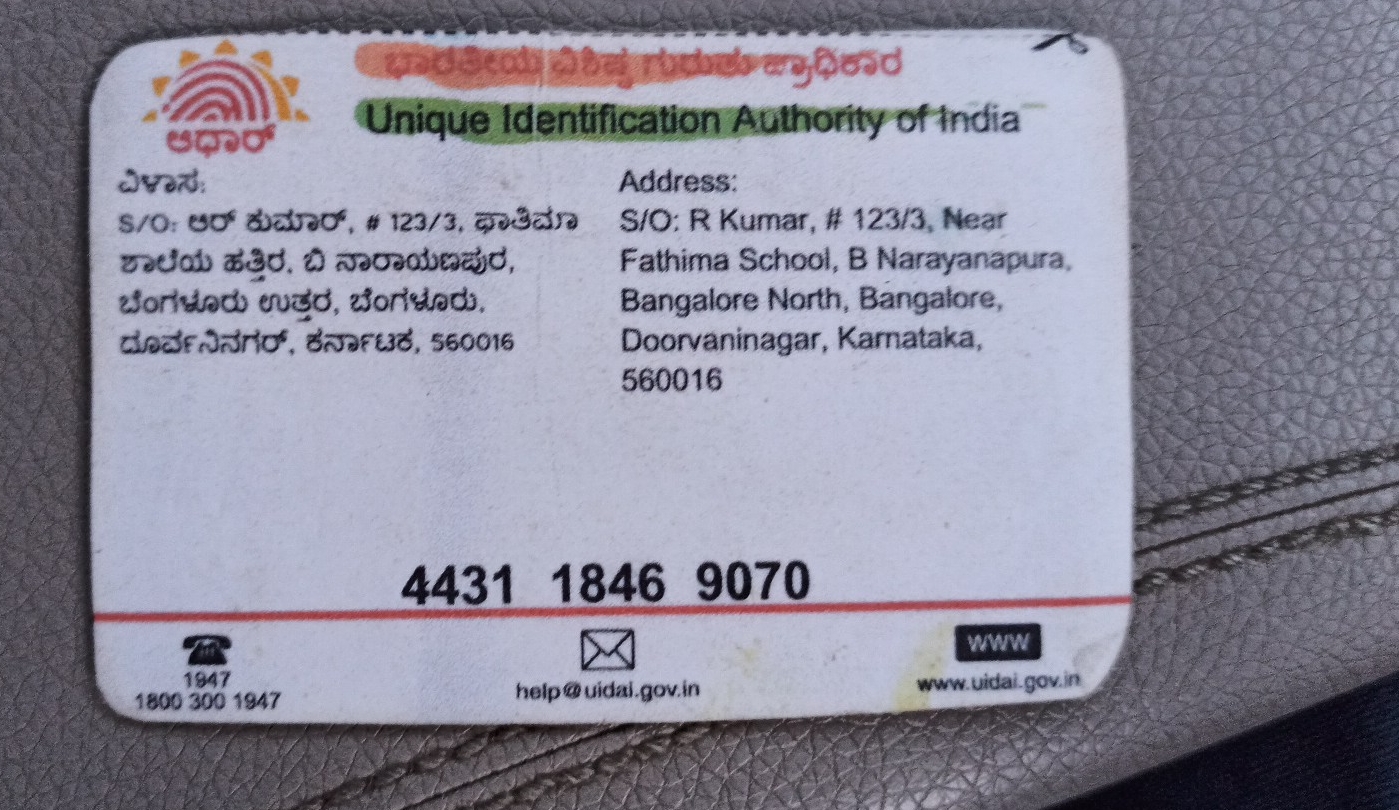 ಭಾರತೀಯ ವಿಶಿಷ್ಟ ಗುರುತು ಪ್ರಾಧಿಕಾರ
Unique Identification Authority of India
ಆಧಾರ್
ವಿಳಾಸ:
S/O: ಆರ್ ಕುಮಾರ್, # 123/3, ಫಾತಿಮಾ
ಶಾಲೆಯ ಹತ್ತಿರ, ಬಿ ನಾರಾಯಣಪುರ,
ಬೆಂಗಳೂರು ಉತ್ತರ, ಬೆಂಗಳೂರು,
ದೂರ್ವನಿನಗರ್, ಕರ್ನಾಟಕ, 560016
Address:
S/O: R Kumar, # 123/3, Near
Fathima School, B Narayanapura,
Bangalore North, Bangalore,
Doorvaninagar, Karnataka,
560016
4431 1846 9070
1947
1800 300 1947
help@uidai.gov.in
WWW
www.uidai.gov.in